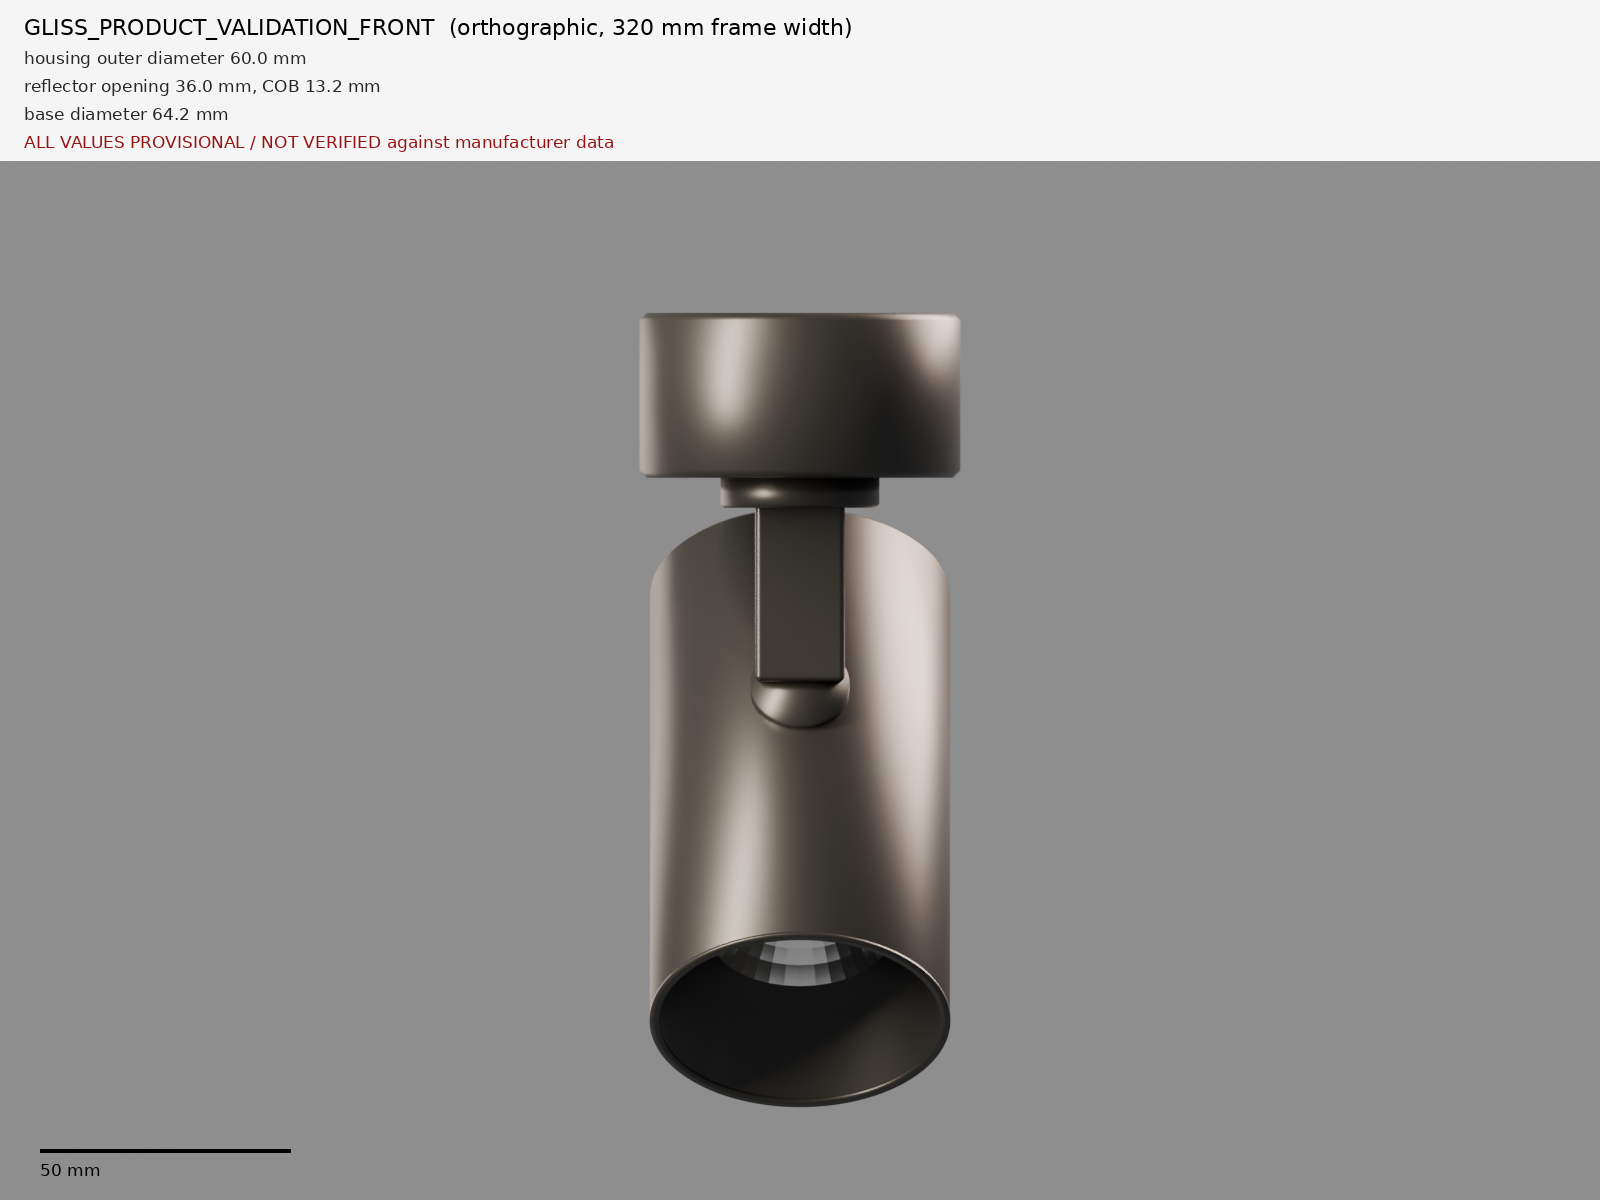 GLISS_PRODUCT_VALIDATION_FRONT (orthographic, 320 mm frame width)
housing outer diameter 60.0 mm
reflector opening 36.0 mm, COB 13.2 mm
base diameter 64.2 mm
ALL VALUES PROVISIONAL / NOT VERIFIED against manufacturer data
50 mm